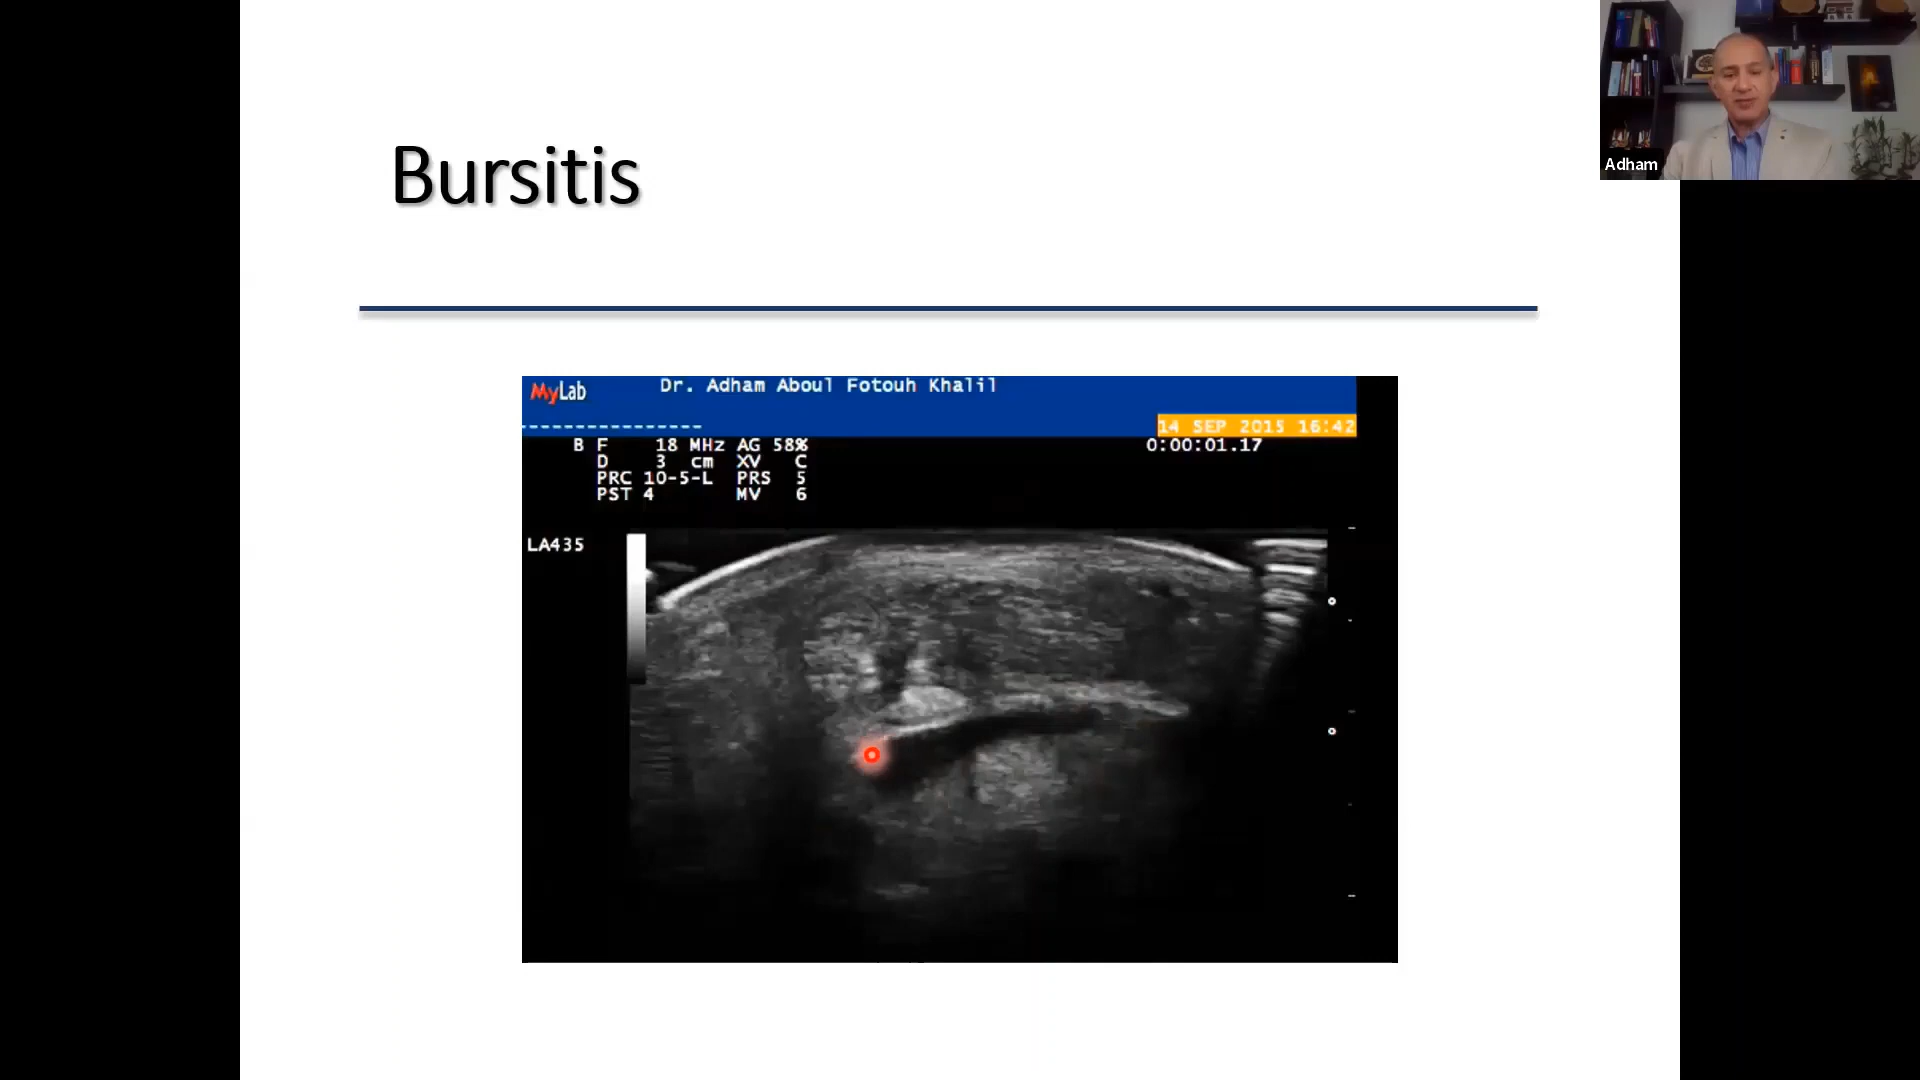 Bursitis
Adham
MyLab
Dr. Adham Aboul Fotouh Khalil
14 SEP 2015 16:42
B F 18 MHz AG 58%
0:00:01.17
D 3 cm XV C
PRC 10-5-L PRS 5
PST 4 MV 6
LA435